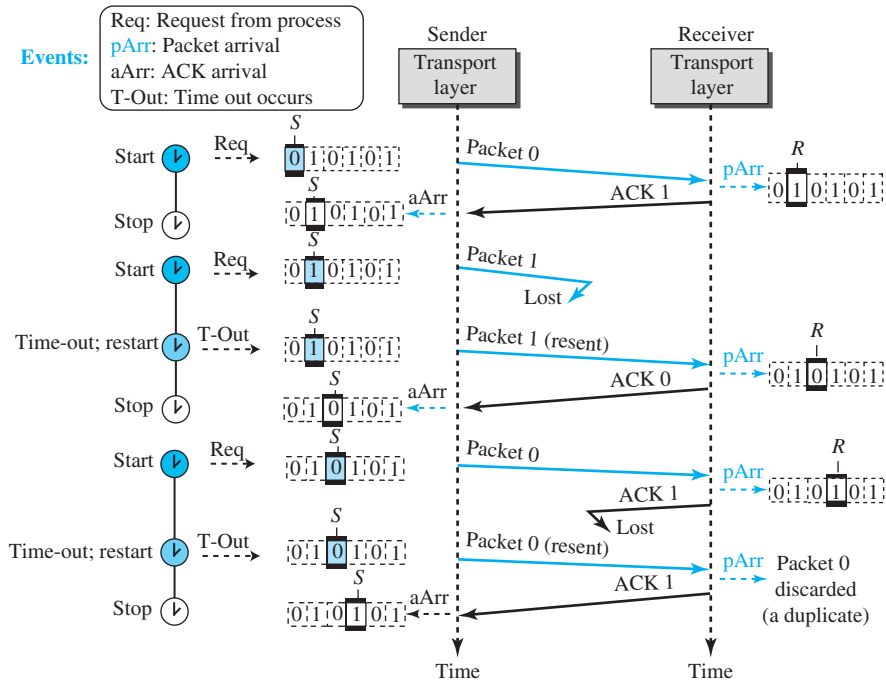 Events:
Req: Request from process
pArr: Packet arrival
aArr: ACK arrival
T-Out: Time out occurs
Sender
Transport
layer
Receiver
Transport
layer
Start
Req
S
0 1 0 1 0 1
Packet 0
pArr
R
0 1 0 1 0 1
Stop
S
0 1 0 1 0 1
aArr
ACK 1
Start
Req
S
0 1 0 1 0 1
Packet 1
Lost
Time-out; restart
T-Out
S
0 1 0 1 0 1
Packet 1 (resent)
pArr
R
0 1 0 1 0 1
Stop
S
0 1 0 1 0 1
aArr
ACK 0
Start
Req
S
0 1 0 1 0 1
Packet 0
pArr
R
0 1 0 1 0 1
ACK 1
Lost
Time-out; restart
T-Out
S
0 1 0 1 0 1
Packet 0 (resent)
pArr
Packet 0
discarded
(a duplicate)
Stop
S
0 1 0 1 0 1
aArr
ACK 1
Time
Time